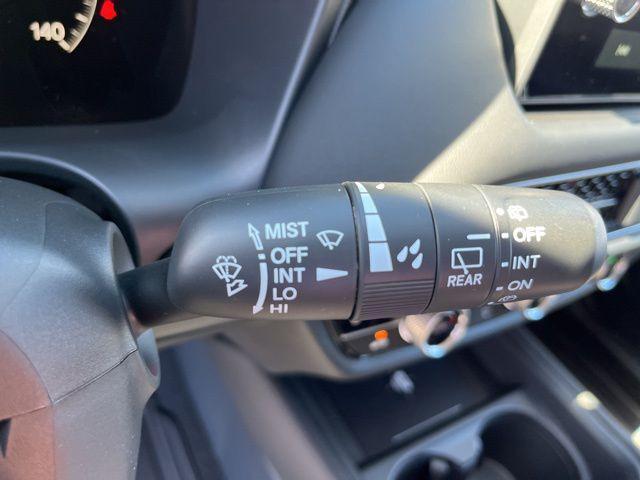 140
MIST
OFF
INT
LO
HI
REAR
OFF
INT
ON